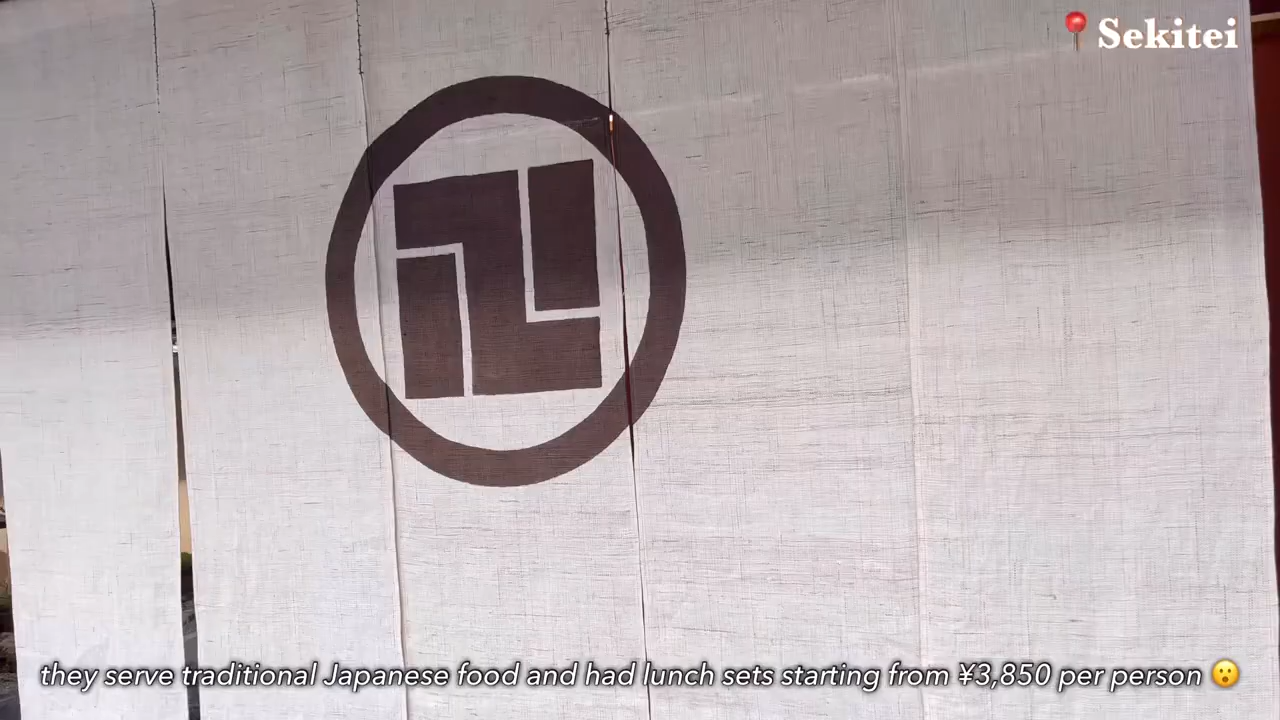 📍Sekitei
they serve traditional Japanese food and had lunch sets starting from ¥3,850 per person 😮